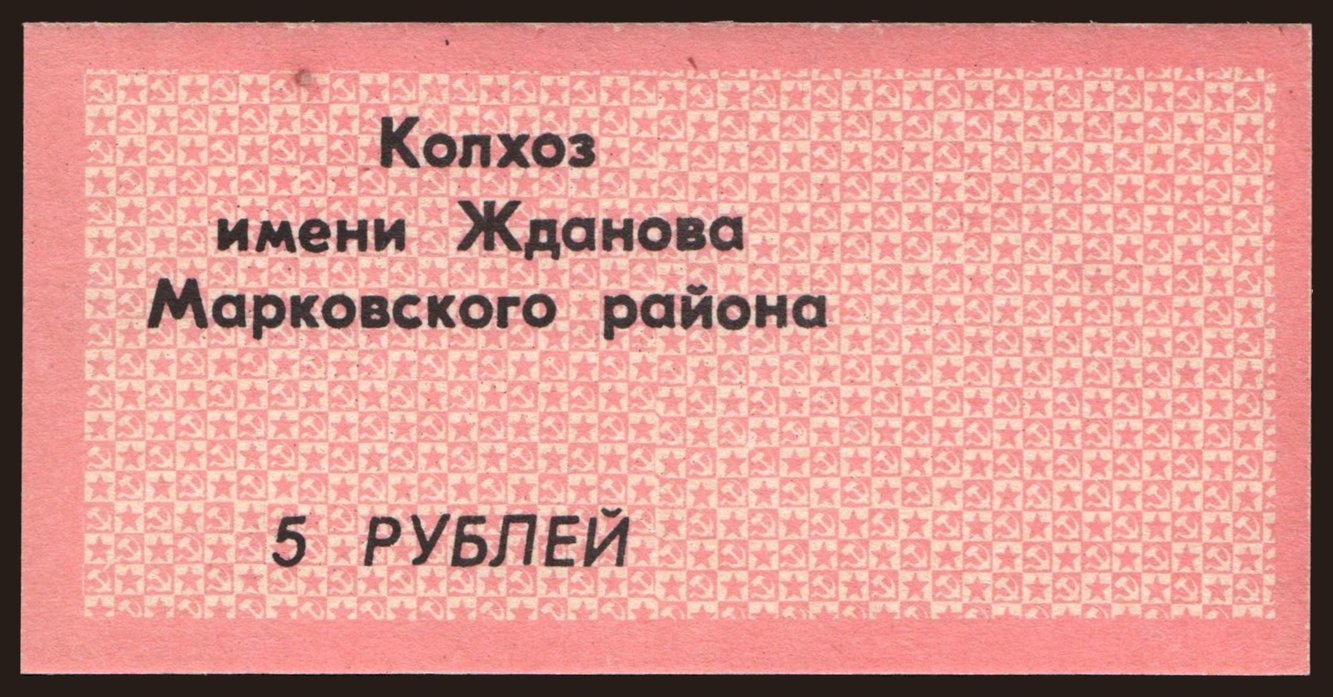 Колхоз
имени Жданова
Марковского района
5 РУБЛЕЙ